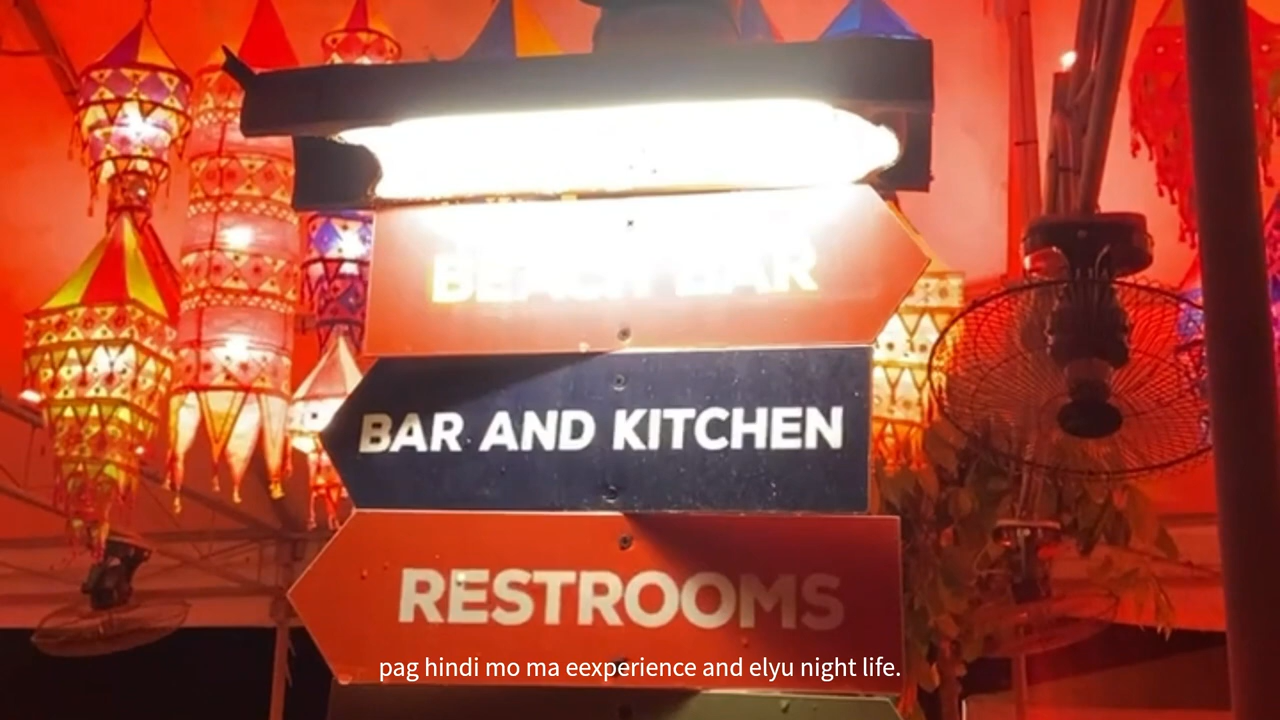 BEACH BAR
BAR AND KITCHEN
RESTROOMS
pag hindi mo ma eexperience and elyu night life.